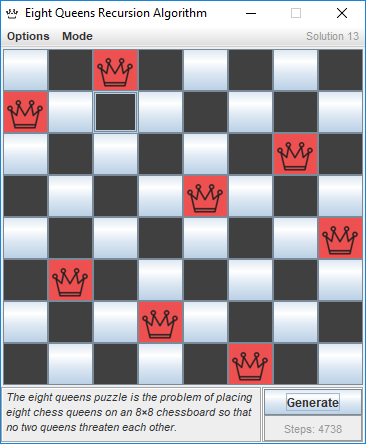 Eight Queens Recursion Algorithm
Options Mode Solution 13
The eight queens puzzle is the problem of placing
eight chess queens on an 8×8 chessboard so that
no two queens threaten each other.
Generate
Steps: 4738